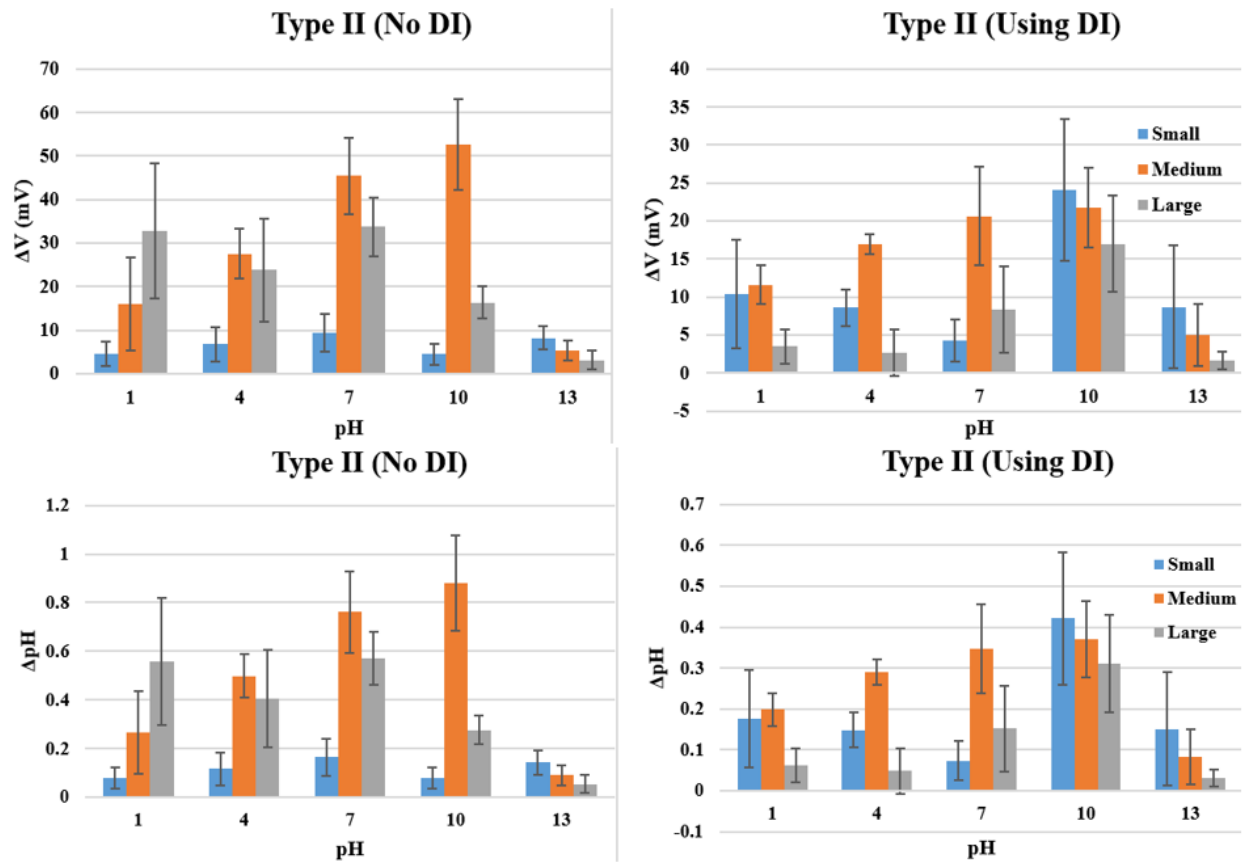 Type II (No DI)
70
60
50
40
30
20
10
0
ΔV (mV)
1 4 7 10 13
pH
Type II (Using DI)
40
35
30
25
20
15
10
5
0
-5
ΔV (mV)
Small
Medium
Large
1 4 7 10 13
pH
Type II (No DI)
1.2
1
0.8
0.6
0.4
0.2
0
ΔpH
1 4 7 10 13
pH
Type II (Using DI)
0.7
0.6
0.5
0.4
0.3
0.2
0.1
0
-0.1
ΔpH
Small
Medium
Large
1 4 7 10 13
pH